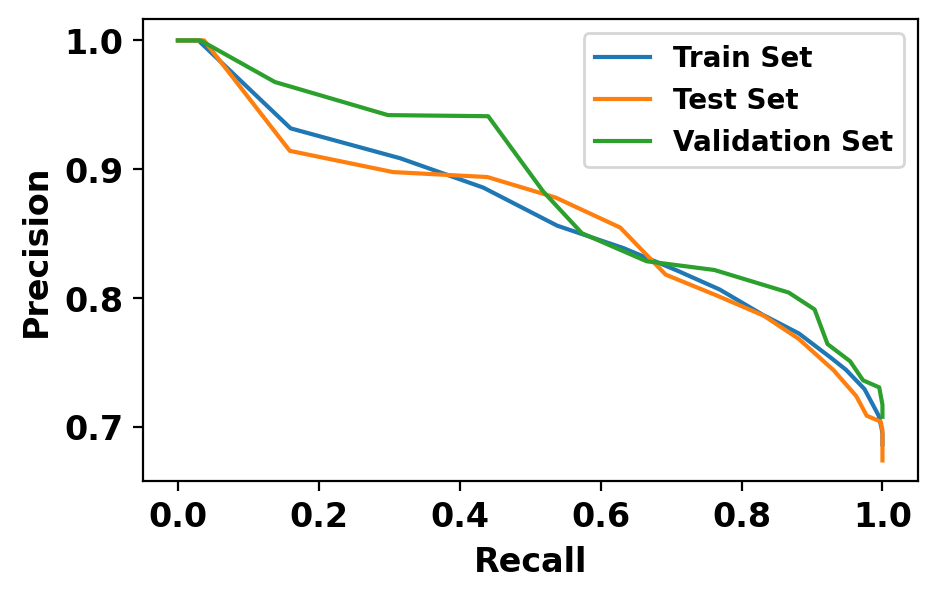 1.0
0.9
0.8
0.7
Precision
Train Set
Test Set
Validation Set
0.0 0.2 0.4 0.6 0.8 1.0
Recall